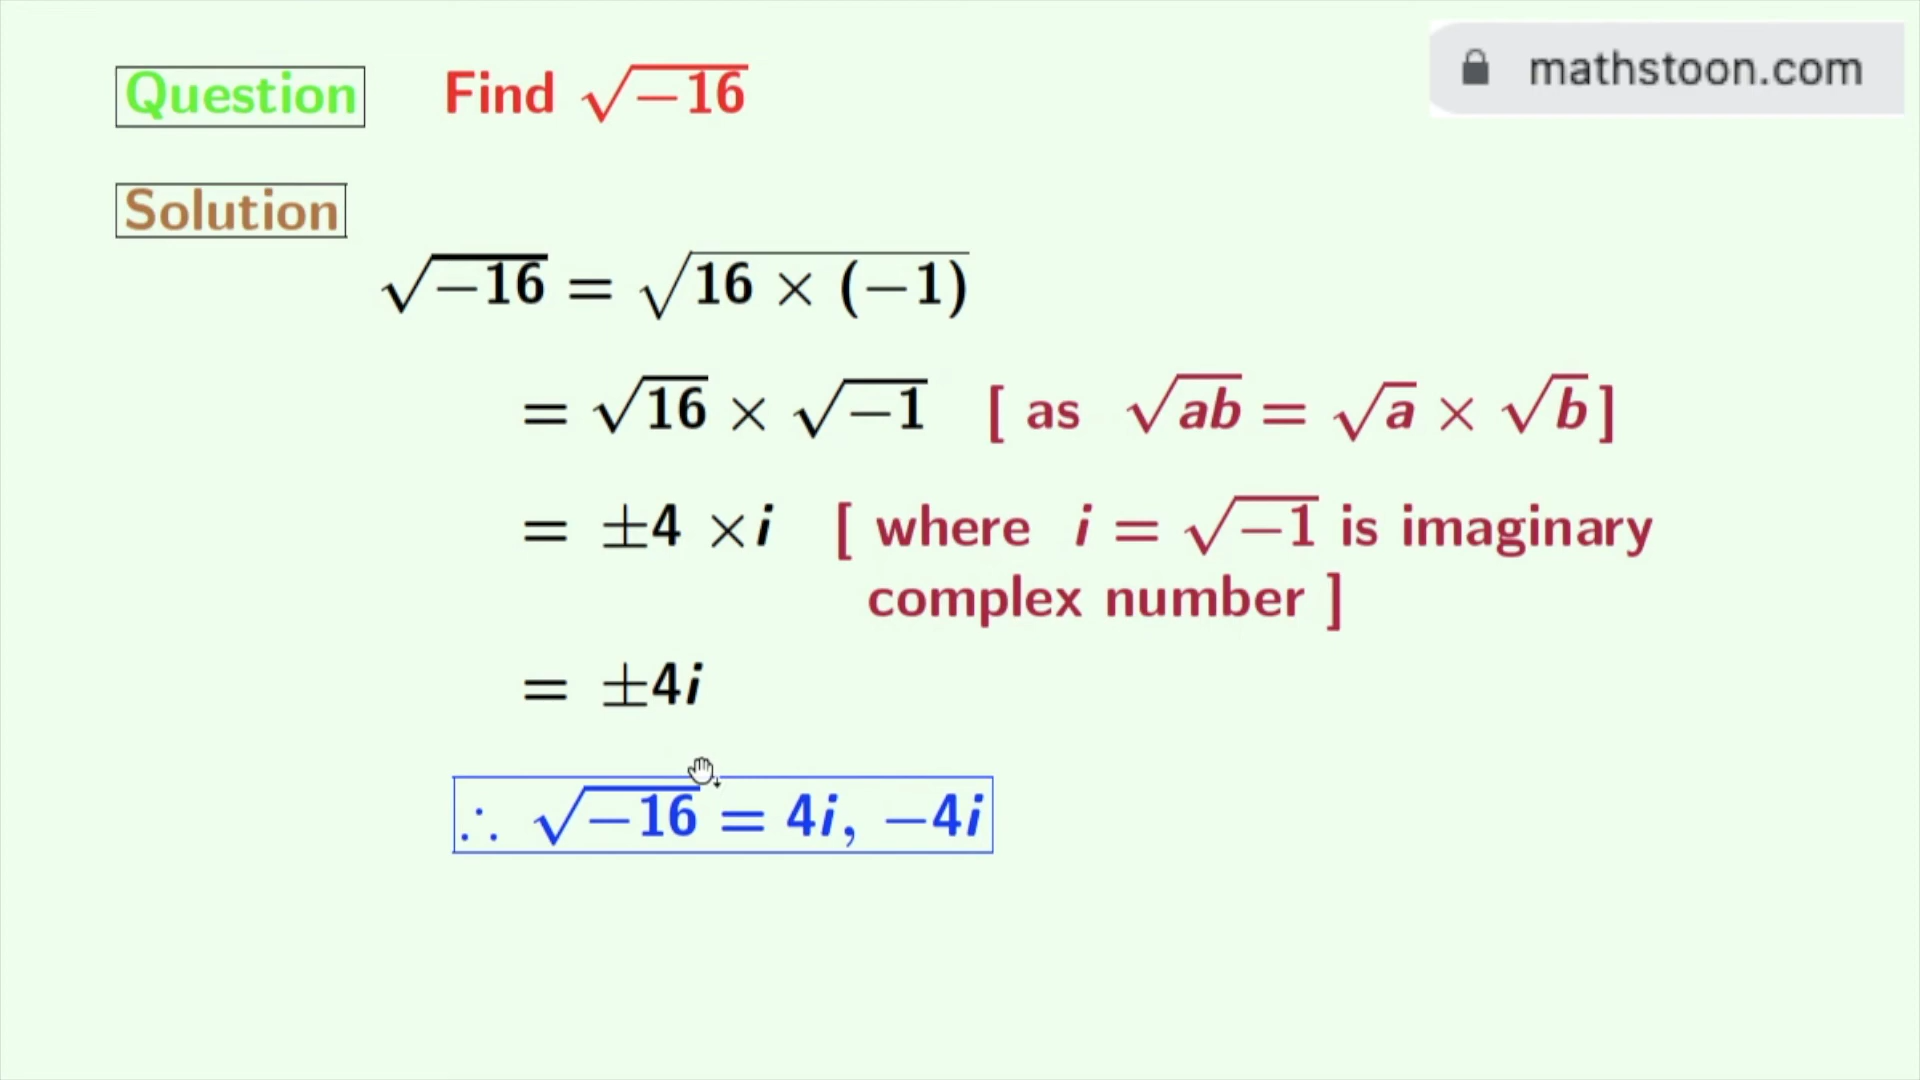 Question Find √−16
mathstoon.com
Solution
√−16 = √16 × (−1)
= √16 × √−1 [ as √ab = √a × √b ]
= ±4 × i [ where i = √−1 is imaginary
complex number ]
= ±4i
∴ √−16 = 4i, −4i